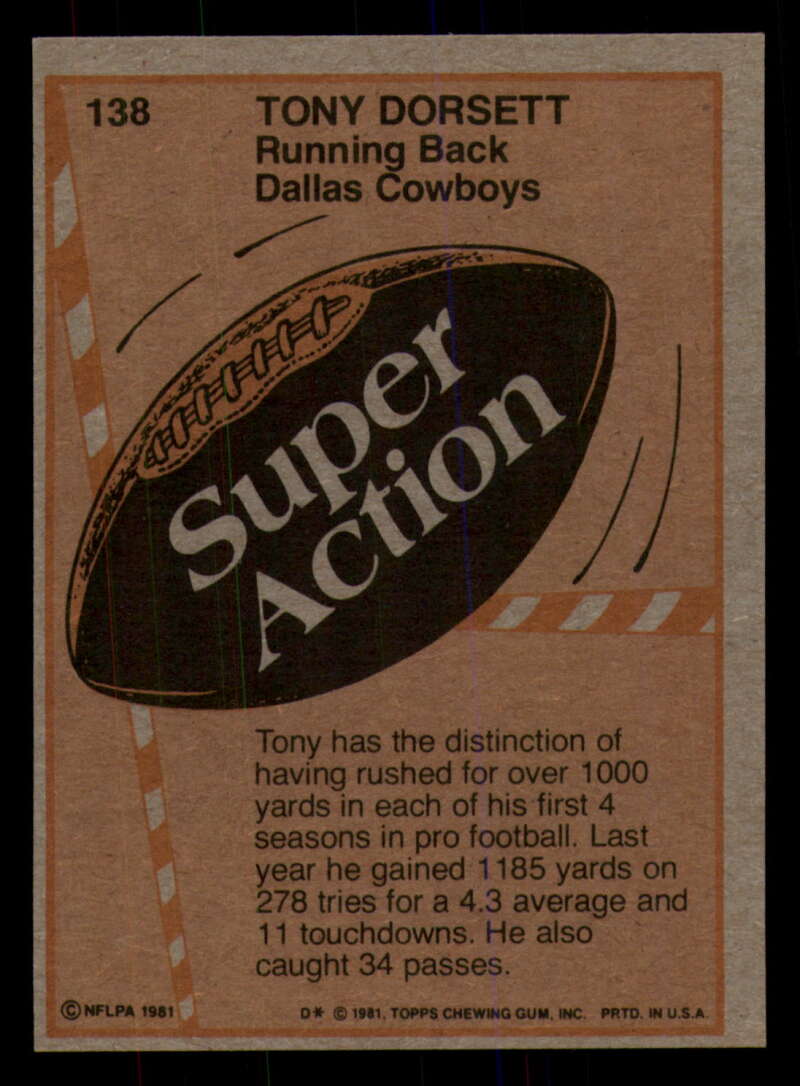 138
TONY DORSETT
Running Back
Dallas Cowboys
Super
Action
Tony has the distinction of
having rushed for over 1000
yards in each of his first 4
seasons in pro football. Last
year he gained 1185 yards on
278 tries for a 4.3 average and
11 touchdowns. He also
caught 34 passes.
© NFLPA 1981
D* © 1981, TOPPS CHEWING GUM, INC. PRTD. IN U.S.A.